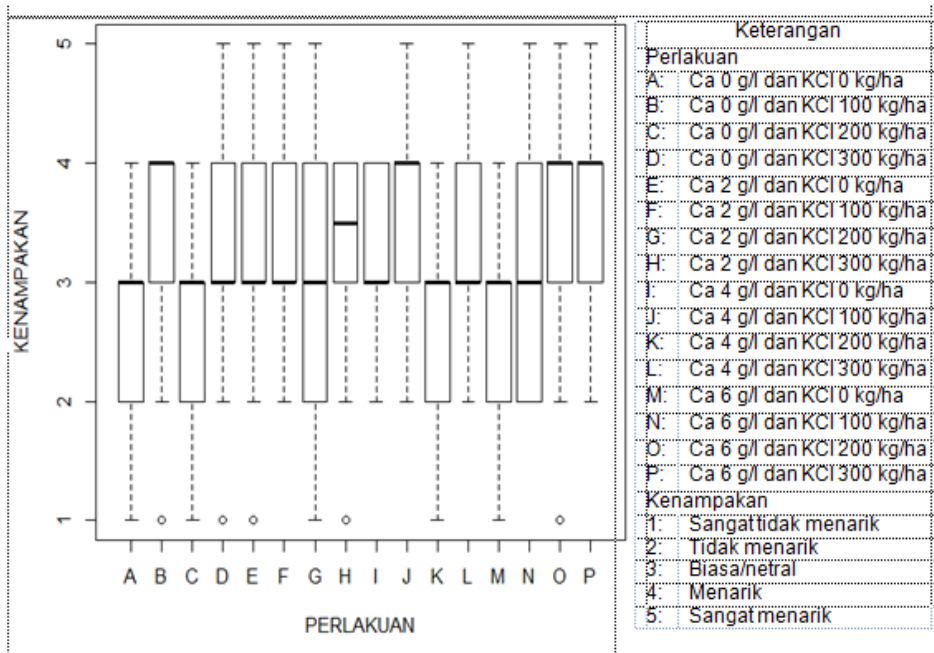 KENAMPAKAN
5
4
3
2
1
A B C D E F G H I J K L M N O P
PERLAKUAN
Keterangan
Perlakuan
A: Ca 0 g/l dan KCl 0 kg/ha
B: Ca 0 g/l dan KCl 100 kg/ha
C: Ca 0 g/l dan KCl 200 kg/ha
D: Ca 0 g/l dan KCl 300 kg/ha
E: Ca 2 g/l dan KCl 0 kg/ha
F: Ca 2 g/l dan KCl 100 kg/ha
G: Ca 2 g/l dan KCl 200 kg/ha
H: Ca 2 g/l dan KCl 300 kg/ha
I: Ca 4 g/l dan KCl 0 kg/ha
J: Ca 4 g/l dan KCl 100 kg/ha
K: Ca 4 g/l dan KCl 200 kg/ha
L: Ca 4 g/l dan KCl 300 kg/ha
M: Ca 6 g/l dan KCl 0 kg/ha
N: Ca 6 g/l dan KCl 100 kg/ha
O: Ca 6 g/l dan KCl 200 kg/ha
P: Ca 6 g/l dan KCl 300 kg/ha
Kenampakan
1: Sangat tidak menarik
2: Tidak menarik
3: Biasa/netral
4: Menarik
5: Sangat menarik